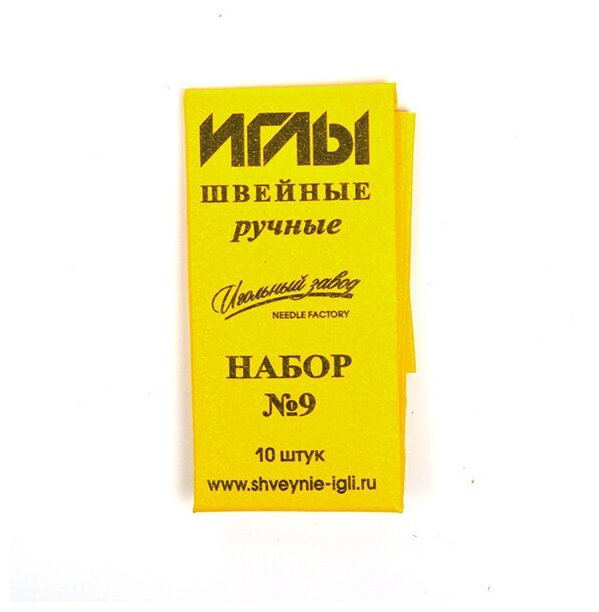 ИГЛЫ
ШВЕЙНЫЕ
ручные
Игольный завод
NEEDLE FACTORY
НАБОР
№9
10 штук
www.shveynie-igli.ru